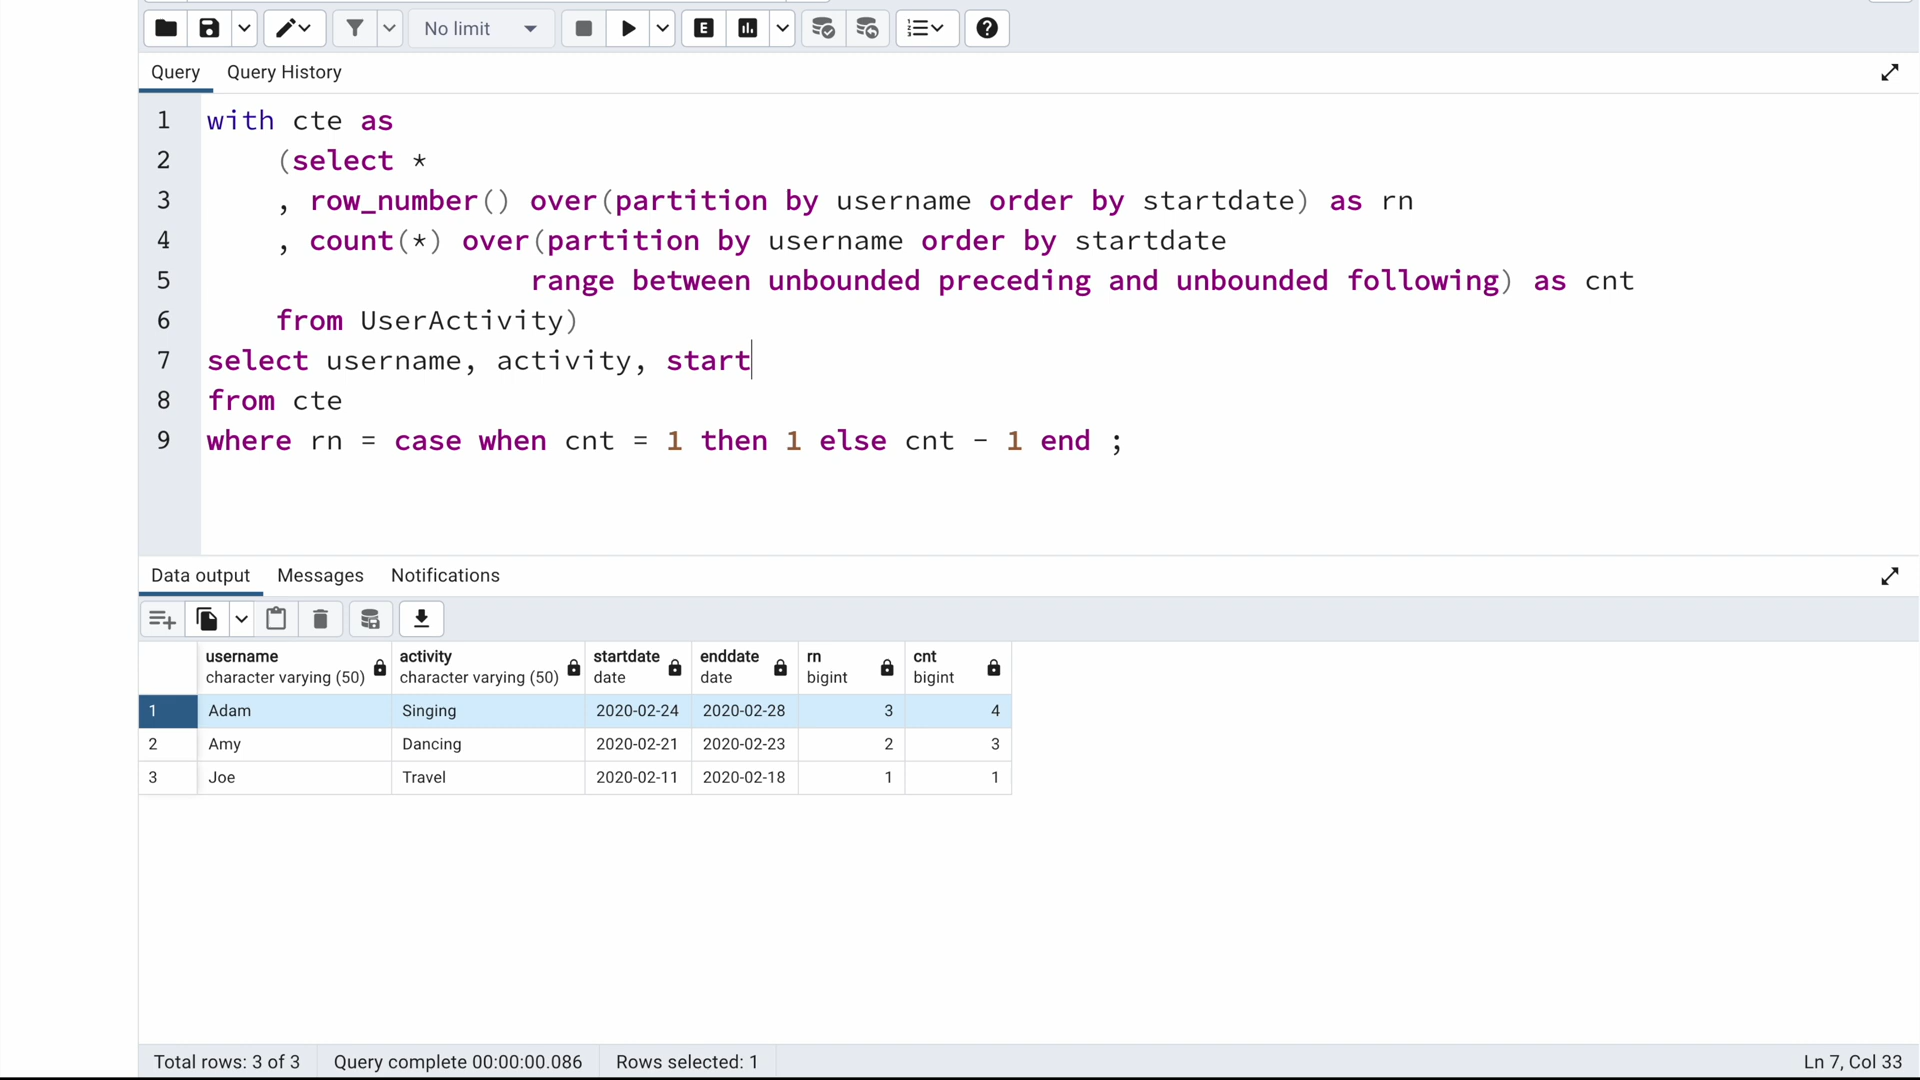 No limit
E
Query Query History
1 with cte as
2 (select *
3 , row_number() over(partition by username order by startdate) as rn
4 , count(*) over(partition by username order by startdate
5 range between unbounded preceding and unbounded following) as cnt
6 from UserActivity)
7 select username, activity, start
8 from cte
9 where rn = case when cnt = 1 then 1 else cnt - 1 end ;
Data output Messages Notifications
username activity startdate enddate rn cnt
character varying (50) character varying (50) date date bigint bigint
1 Adam Singing 2020-02-24 2020-02-28 3 4
2 Amy Dancing 2020-02-21 2020-02-23 2 3
3 Joe Travel 2020-02-11 2020-02-18 1 1
Total rows: 3 of 3 Query complete 00:00:00.086 Rows selected: 1 Ln 7, Col 33